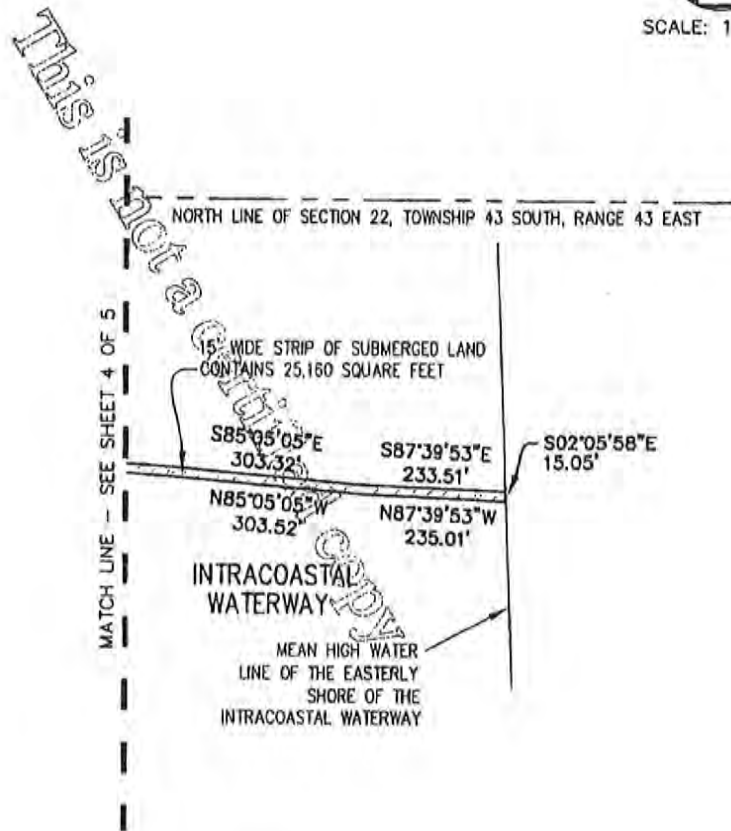 SCALE: 1
This is not a certified copy
NORTH LINE OF SECTION 22, TOWNSHIP 43 SOUTH, RANGE 43 EAST
MATCH LINE - SEE SHEET 4 OF 5
15' WIDE STRIP OF SUBMERGED LAND
CONTAINS 25,160 SQUARE FEET
S85°05'05"E
303.32'
S87°39'53"E
233.51'
S02°05'58"E
15.05'
N85°05'05"W
303.52'
N87°39'53"W
235.01'
INTRACOASTAL
WATERWAY
MEAN HIGH WATER
LINE OF THE EASTERLY
SHORE OF THE
INTRACOASTAL WATERWAY